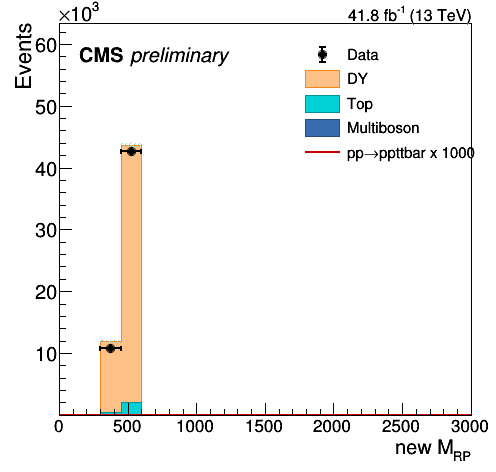 ×10³
41.8 fb⁻¹ (13 TeV)
Events
CMS preliminary
Data
DY
Top
Multiboson
pp→ppttbar x 1000
60
50
40
30
20
10
0 500 1000 1500 2000 2500 3000
new M_RP